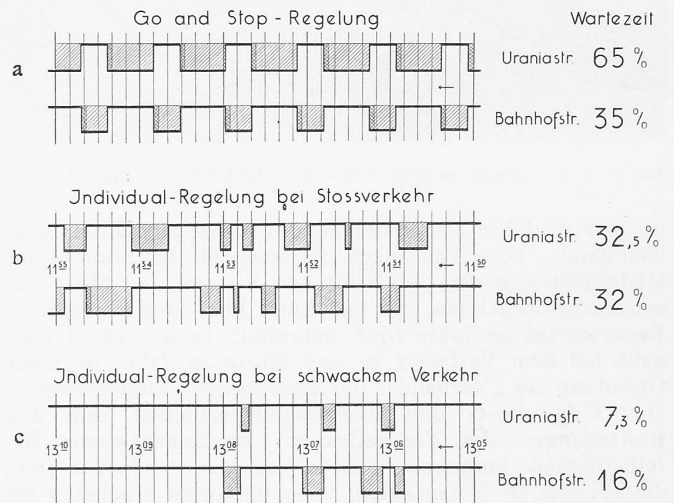 Go and Stop-Regelung Wartezeit
a Uraniastr. 65 %
Bahnhofstr. 35 %
Individual-Regelung bei Stossverkehr
b Uraniastr. 32,5 %
11 55 11 54 11 53 11 52 11 51 11 50
Bahnhofstr. 32 %
Individual-Regelung bei schwachem Verkehr
c Uraniastr. 7,3 %
13 10 13 09 13 08 13 07 13 06 13 05
Bahnhofstr. 16 %